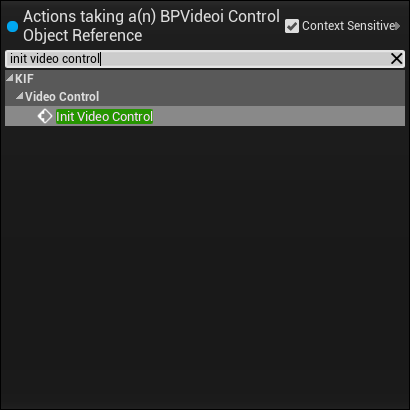 Actions taking a(n) BPVideoi Control
Object Reference
Context Sensitive
init video control
KIF
Video Control
Init Video Control